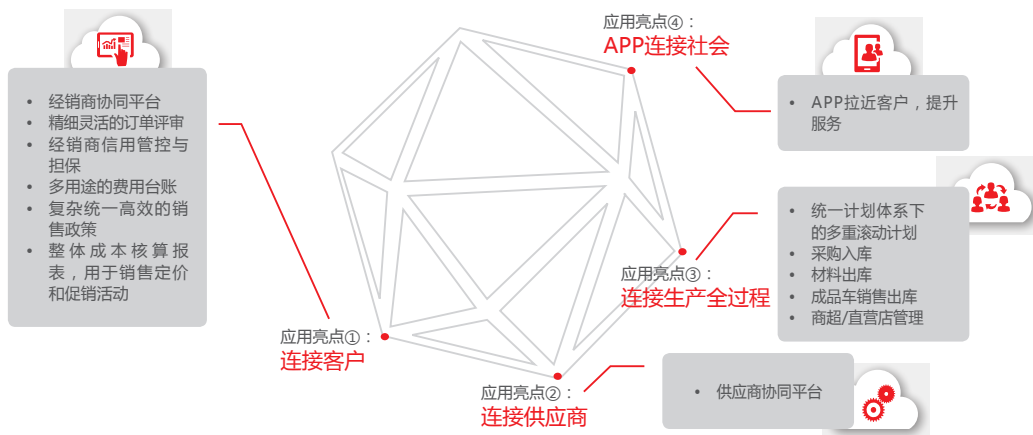 • 经销商协同平台
• 精细灵活的订单评审
• 经销商信用管控与
担保
• 多用途的费用台账
• 复杂统一高效的销
售政策
• 整体成本核算报
表，用于销售定价
和促销活动
应用亮点①：
连接客户
应用亮点②：
连接供应商
• 供应商协同平台
应用亮点③：
连接生产全过程
• 统一计划体系下
的多重滚动计划
• 采购入库
• 材料出库
• 成品车销售出库
• 商超/直营店管理
应用亮点④：
APP连接社会
• APP拉近客户，提升
服务